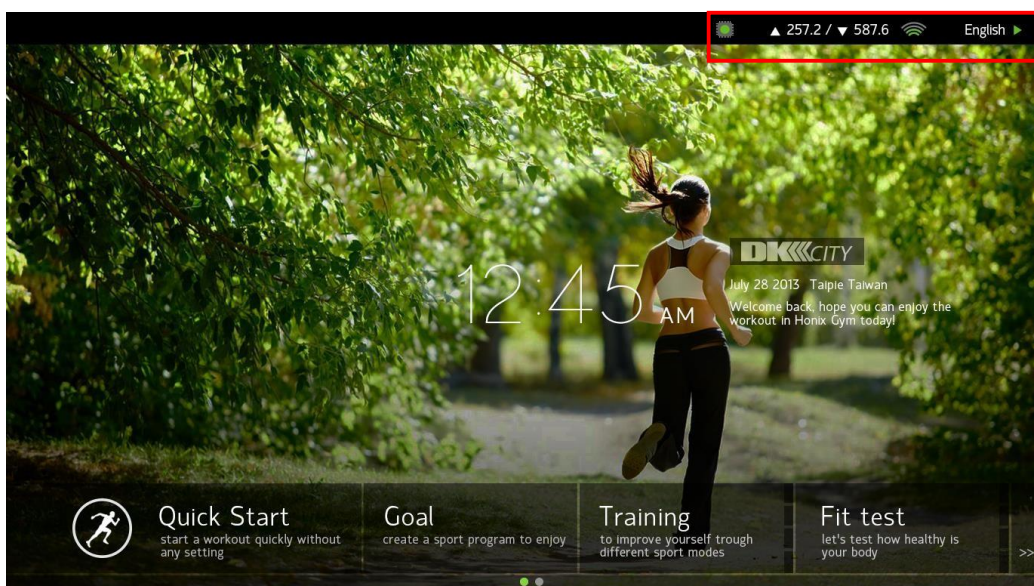 ▲ 257.2 / ▼ 587.6
English ▶
DK CITY
12:45 AM
July 28 2013 Taipie Taiwan
Welcome back, hope you can enjoy the
workout in Honix Gym today!
Quick Start
start a workout quickly without
any setting
Goal
create a sport program to enjoy
Training
to improve yourself trough
different sport modes
Fit test
let's test how healthy is
your body
>>